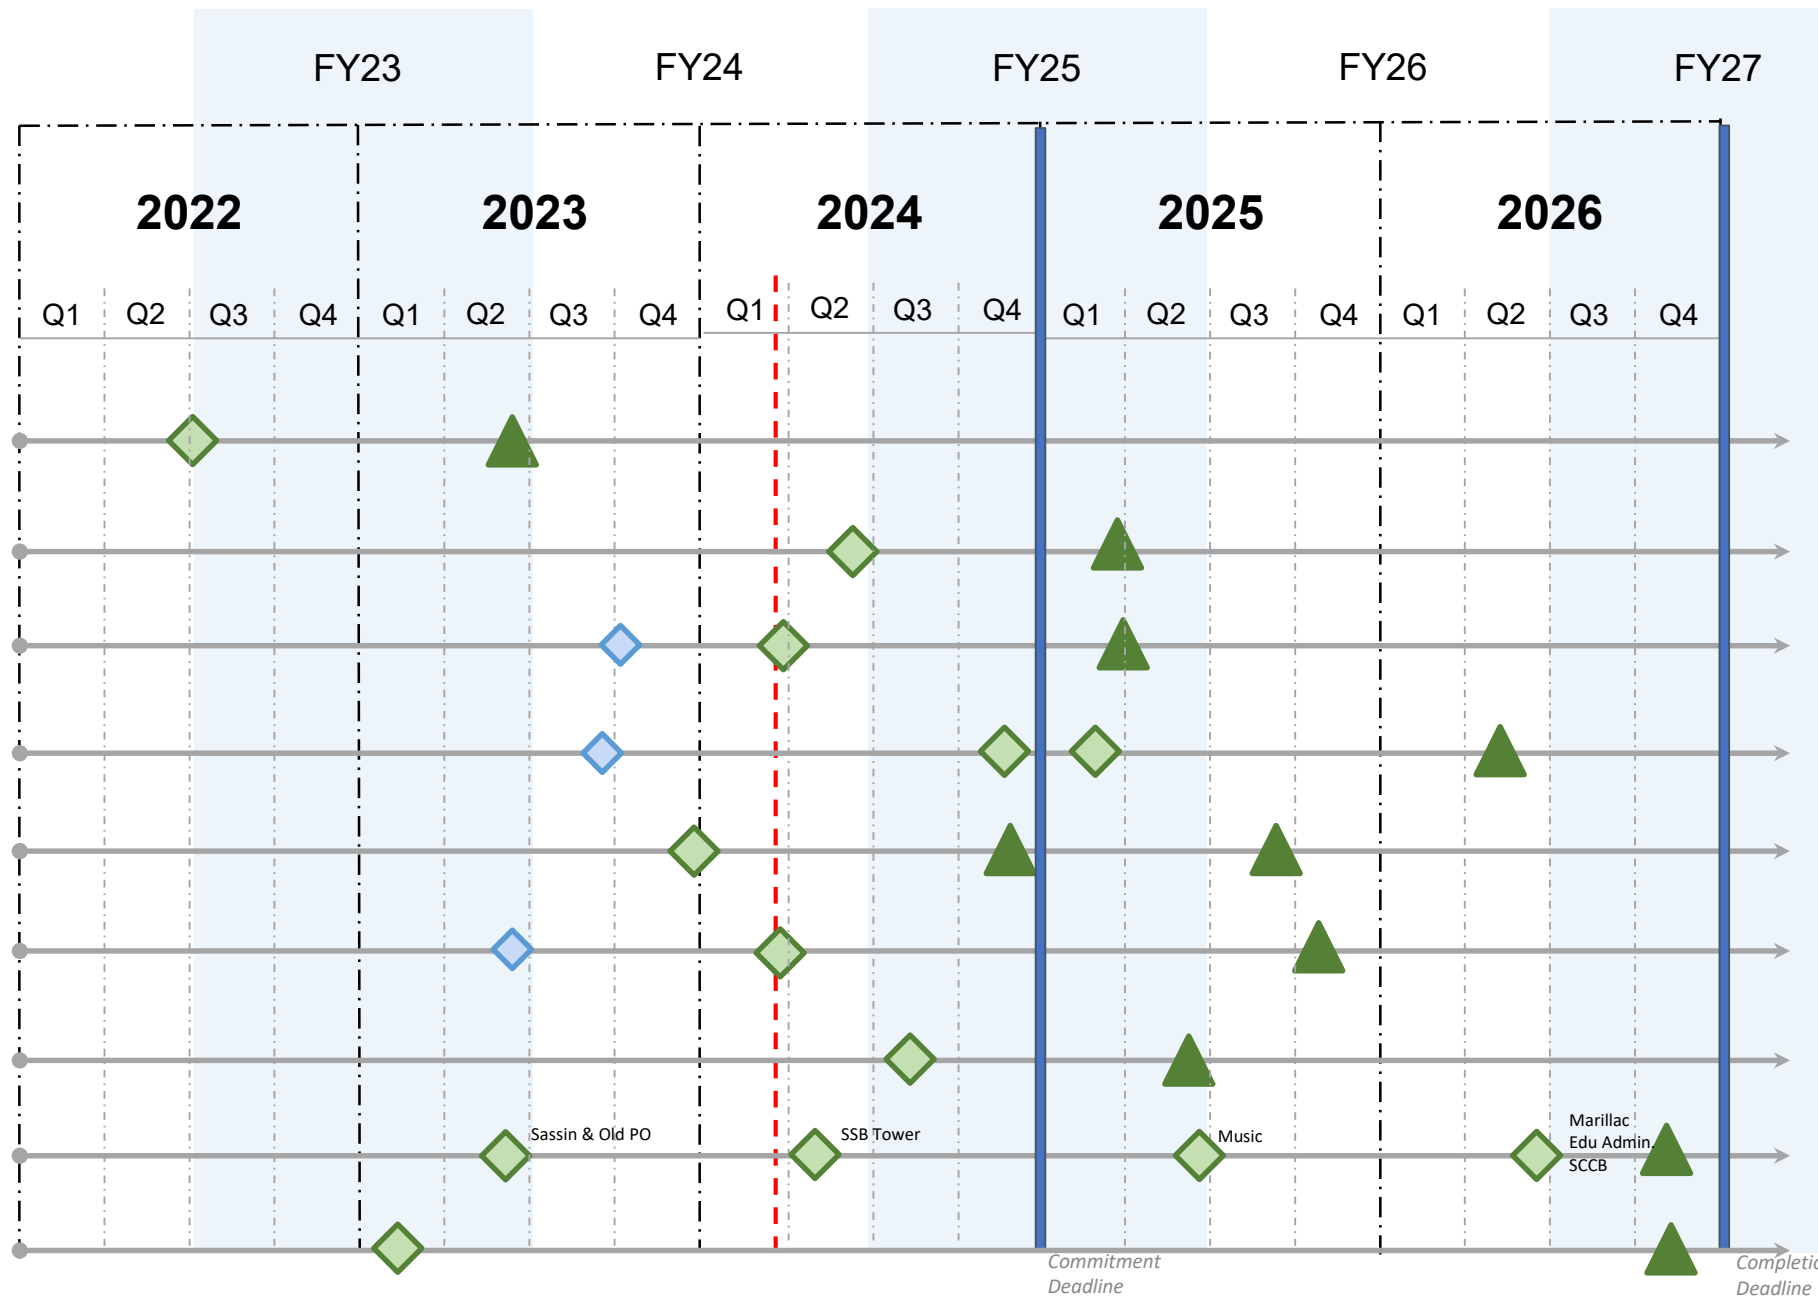 FY23 FY24 FY25 FY26 FY27
2022 2023 2024 2025 2026
Q1 Q2 Q3 Q4 Q1 Q2 Q3 Q4 Q1 Q2 Q3 Q4 Q1 Q2 Q3 Q4 Q1 Q2 Q3 Q4
Sassin & Old PO
SSB Tower
Music
Marillac
Edu Admin.
SCCB
Commitment
Deadline
Completio
Deadline